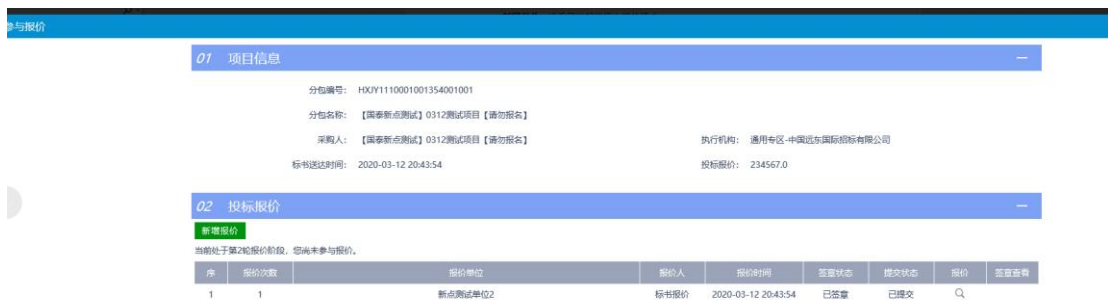 参与报价
01 项目信息
分包编号: HXJY1110001001354001001
分包名称: 【国泰新点测试】0312测试项目【请勿报名】
采购人: 【国泰新点测试】0312测试项目【请勿报名】 执行机构: 通用专区-中国远东国际招标有限公司
标书送达时间: 2020-03-12 20:43:54 投标报价: 234567.0
02 投标报价
新增报价
当前处于第2轮报价阶段，您尚未参与报价。
序 报价次数 报价单位 报价人 报价时间 签章状态 提交状态 报价 签章查看
1 1 新点测试单位2 标书报价 2020-03-12 20:43:54 已签章 已提交